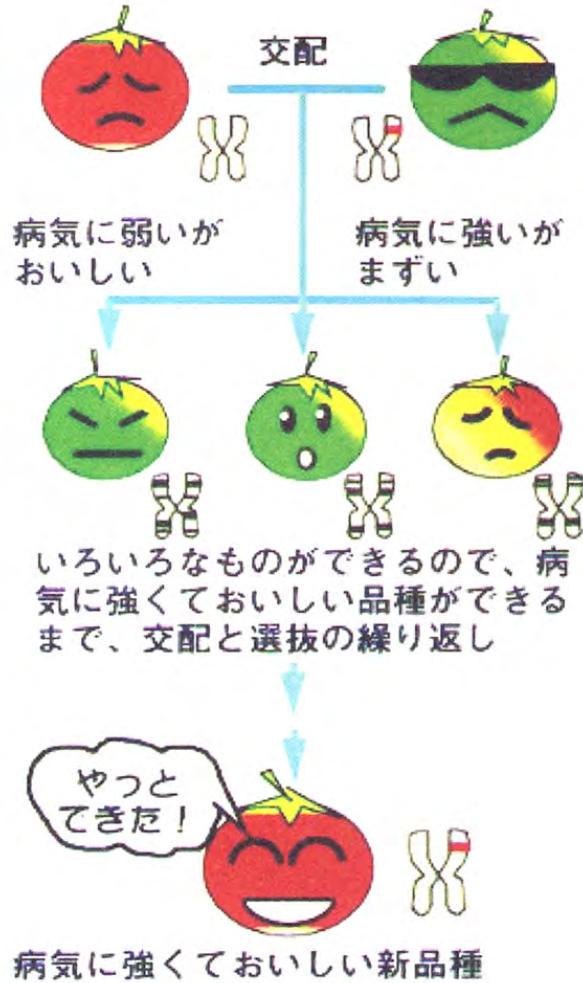 交配
病気に弱いが
おいしい
病気に強いが
まずい
いろいろなものができるので、病
気に強くておいしい品種ができる
まで、交配と選抜の繰り返し
やっと
できた！
病気に強くておいしい新品種